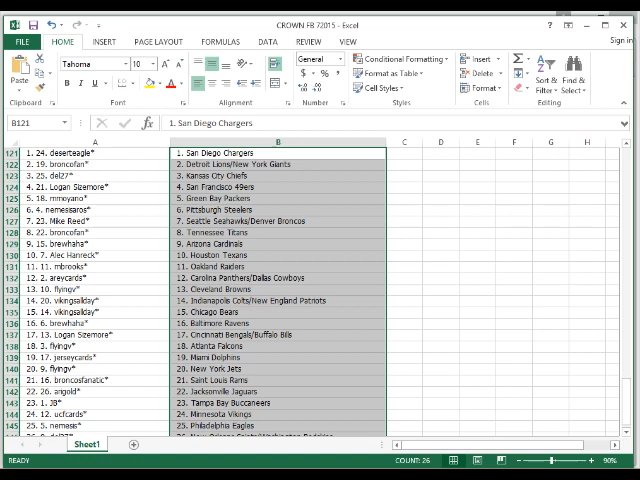 CROWN FB 72015 - Excel
Sign in
FILE HOME INSERT PAGE LAYOUT FORMULAS DATA REVIEW VIEW
Paste
Tahoma 10
B I U
General
$ % ,
Conditional Formatting
Format as Table
Cell Styles
Insert
Delete
Format
Sort & Filter
Find & Select
Clipboard Font Alignment Number Styles Cells Editing
B121 fx 1. San Diego Chargers
A B C D E F G H
121 1. 24. deserteagle* 1. San Diego Chargers
122 2. 19. broncofan* 2. Detroit Lions/New York Giants
123 3. 25. del27* 3. Kansas City Chiefs
124 4. 21. Logan Sizemore* 4. San Francisco 49ers
125 5. 18. mmoyano* 5. Green Bay Packers
126 6. 4. nemessaros* 6. Pittsburgh Steelers
127 7. 23. Mike Reed* 7. Seattle Seahawks/Denver Broncos
128 8. 22. broncofan* 8. Tennessee Titans
129 9. 15. brewhaha* 9. Arizona Cardinals
130 10. 7. Alec Hanreck* 10. Houston Texans
131 11. 11. mbrooks* 11. Oakland Raiders
132 12. 2. areycards* 12. Carolina Panthers/Dallas Cowboys
133 13. 10. flyingv* 13. Cleveland Browns
134 14. 20. vikingsallday* 14. Indianapolis Colts/New England Patriots
135 15. 14. vikingsallday* 15. Chicago Bears
136 16. 6. brewhaha* 16. Baltimore Ravens
137 17. 13. Logan Sizemore* 17. Cincinnati Bengals/Buffalo Bills
138 18. 3. flyingv* 18. Atlanta Falcons
139 19. 17. jerseycards* 19. Miami Dolphins
140 20. 9. flyingv* 20. New York Jets
141 21. 16. broncosfanatic* 21. Saint Louis Rams
142 22. 26. arigold* 22. Jacksonville Jaguars
143 23. 1. JB* 23. Tampa Bay Buccaneers
144 24. 12. ucfcards* 24. Minnesota Vikings
145 25. 5. nemesis* 25. Philadelphia Eagles
26. 8. del27* 26. New Orleans Saints/Washington Redskins
Sheet1
READY COUNT: 26 90%